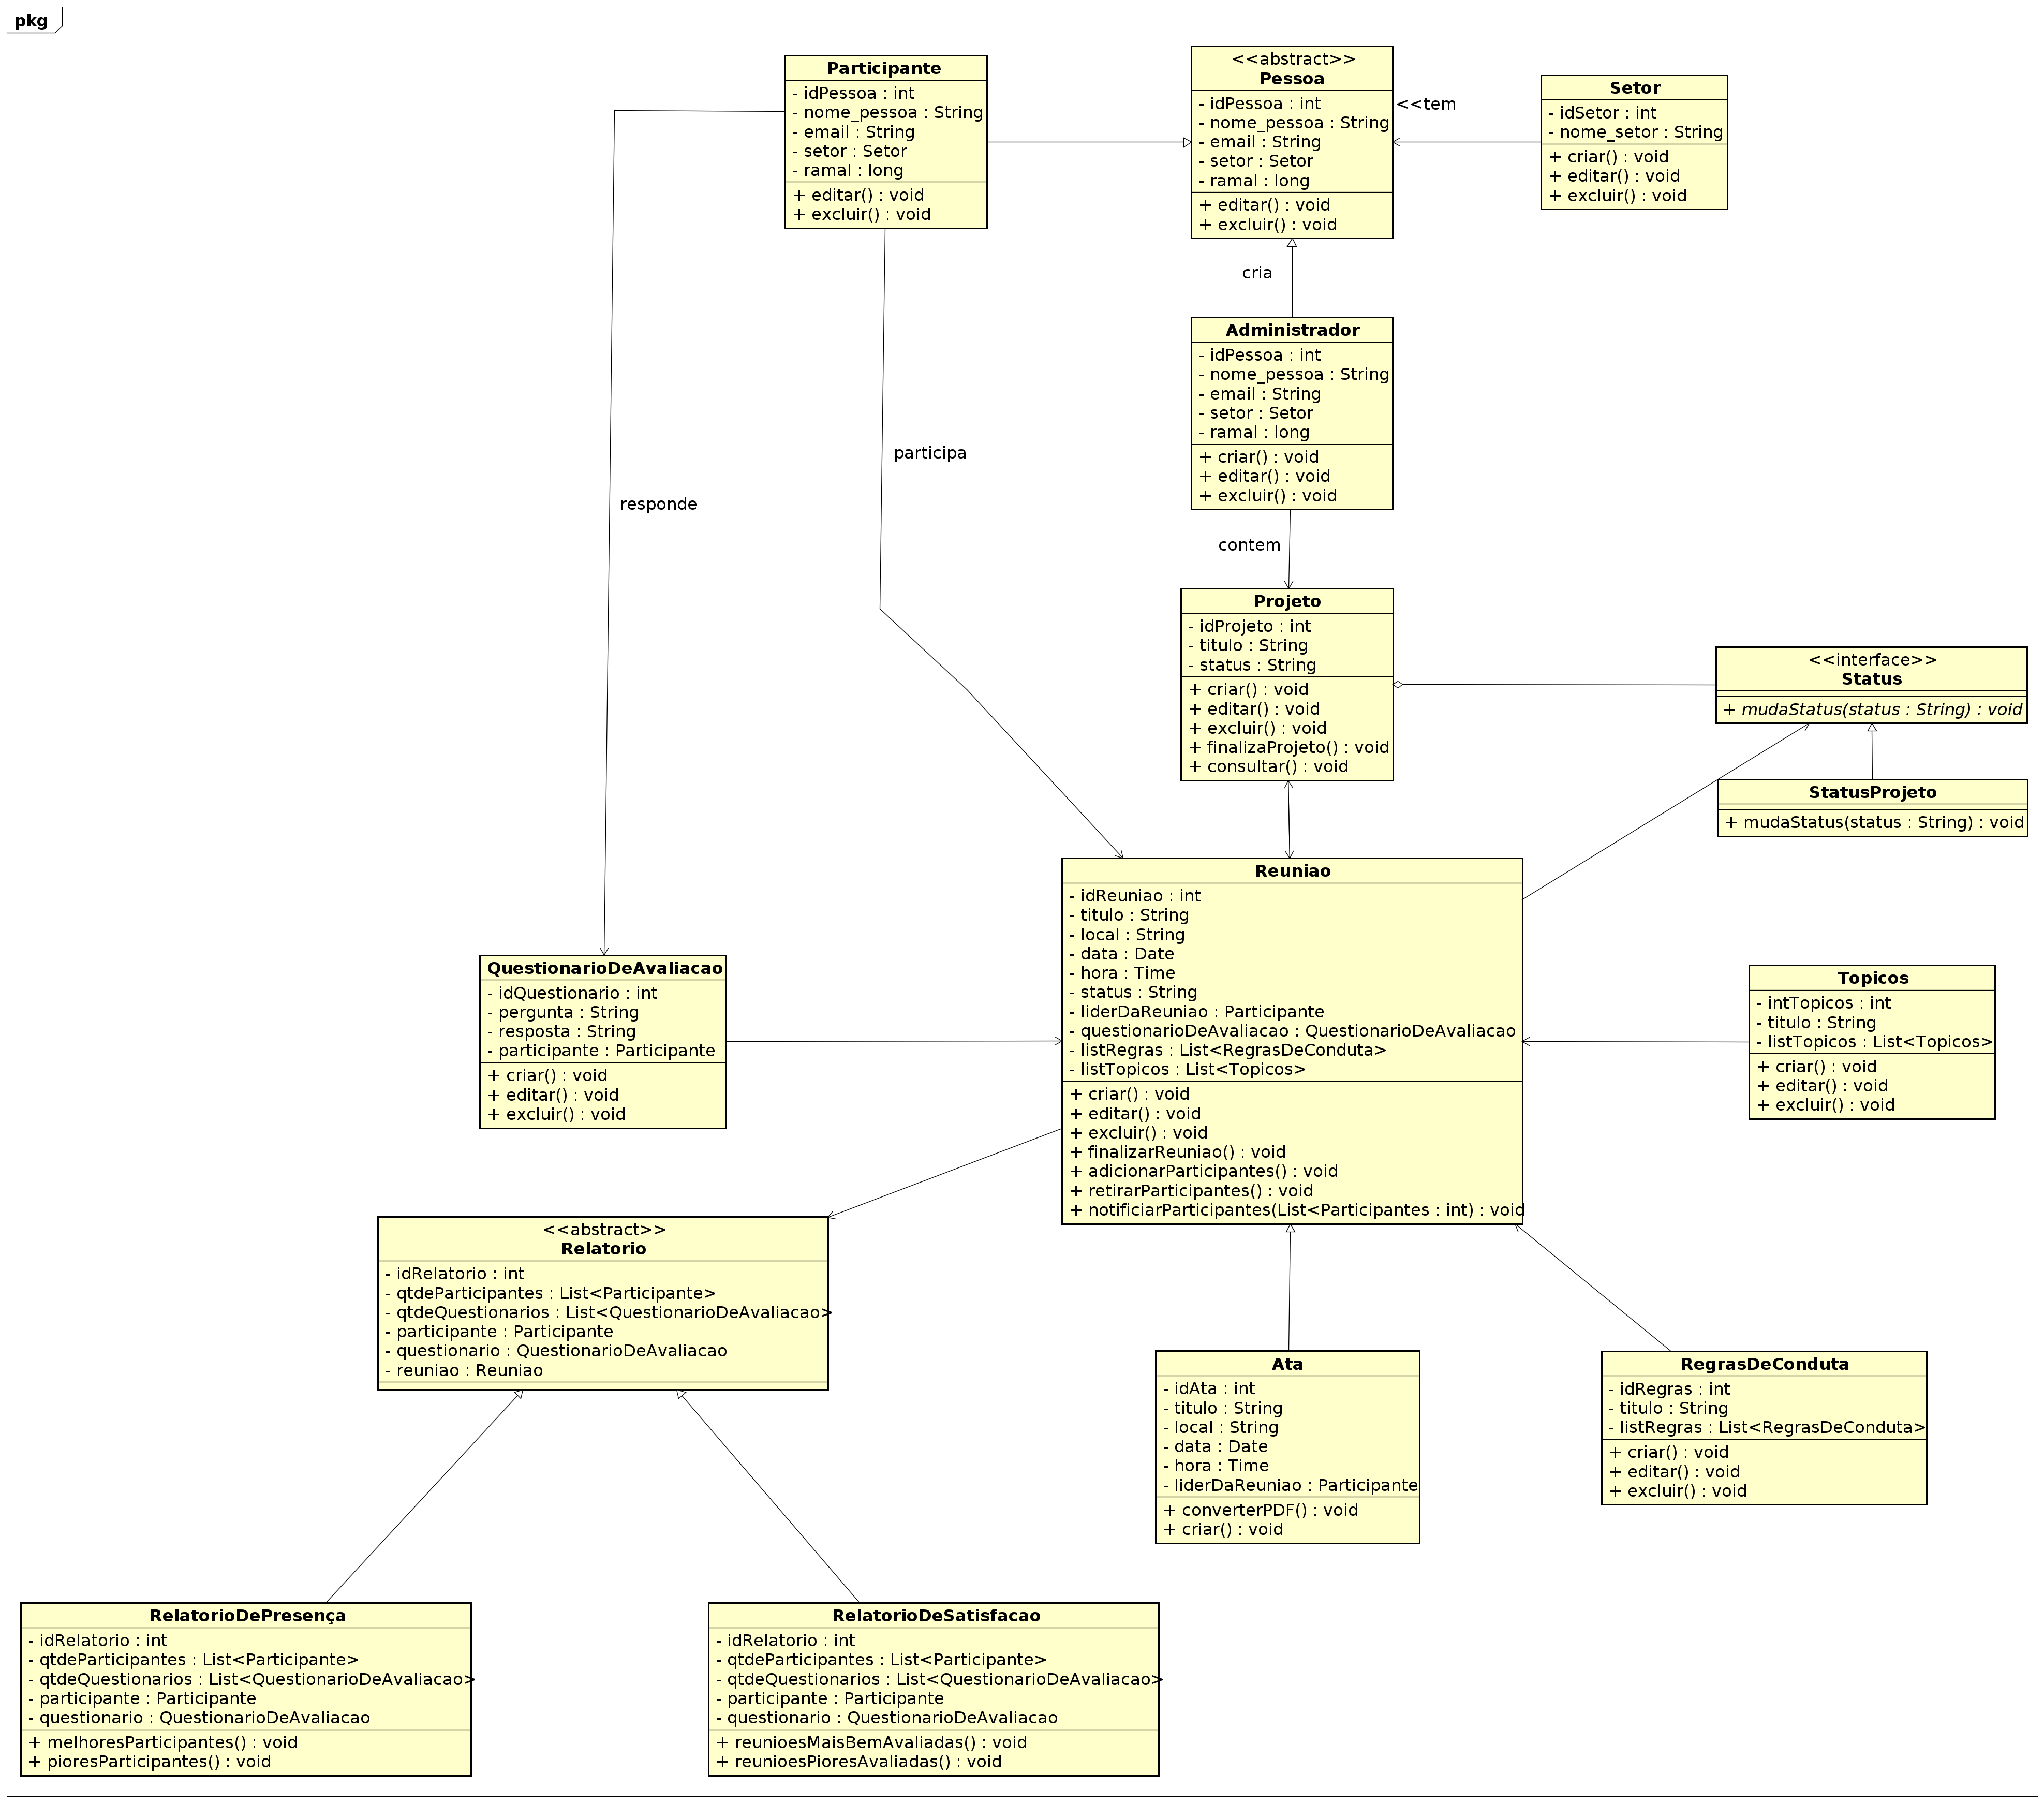 pkg
Participante
- idPessoa : int
- nome_pessoa : String
- email : String
- setor : Setor
- ramal : long
+ editar() : void
+ excluir() : void
<<abstract>>
Pessoa
- idPessoa : int
- nome_pessoa : String
- email : String
- setor : Setor
- ramal : long
+ editar() : void
+ excluir() : void
<<tem
Setor
- idSetor : int
- nome_setor : String
+ criar() : void
+ editar() : void
+ excluir() : void
cria
Administrador
- idPessoa : int
- nome_pessoa : String
- email : String
- setor : Setor
- ramal : long
+ criar() : void
+ editar() : void
+ excluir() : void
participa
responde
contem
Projeto
- idProjeto : int
- titulo : String
- status : String
+ criar() : void
+ editar() : void
+ excluir() : void
+ finalizaProjeto() : void
+ consultar() : void
<<interface>>
Status
+ mudaStatus(status : String) : void
StatusProjeto
+ mudaStatus(status : String) : void
Reuniao
- idReuniao : int
- titulo : String
- local : String
- data : Date
- hora : Time
- status : String
- liderDaReuniao : Participante
- questionarioDeAvaliacao : QuestionarioDeAvaliacao
- listRegras : List<RegrasDeConduta>
- listTopicos : List<Topicos>
+ criar() : void
+ editar() : void
+ excluir() : void
+ finalizarReuniao() : void
+ adicionarParticipantes() : void
+ retirarParticipantes() : void
+ notificiarParticipantes(List<Participantes : int) : void
QuestionarioDeAvaliacao
- idQuestionario : int
- pergunta : String
- resposta : String
- participante : Participante
+ criar() : void
+ editar() : void
+ excluir() : void
Topicos
- intTopicos : int
- titulo : String
- listTopicos : List<Topicos>
+ criar() : void
+ editar() : void
+ excluir() : void
<<abstract>>
Relatorio
- idRelatorio : int
- qtdeParticipantes : List<Participante>
- qtdeQuestionarios : List<QuestionarioDeAvaliacao>
- participante : Participante
- questionario : QuestionarioDeAvaliacao
- reuniao : Reuniao
Ata
- idAta : int
- titulo : String
- local : String
- data : Date
- hora : Time
- liderDaReuniao : Participante
+ converterPDF() : void
+ criar() : void
RegrasDeConduta
- idRegras : int
- titulo : String
- listRegras : List<RegrasDeConduta>
+ criar() : void
+ editar() : void
+ excluir() : void
RelatorioDePresença
- idRelatorio : int
- qtdeParticipantes : List<Participante>
- qtdeQuestionarios : List<QuestionarioDeAvaliacao>
- participante : Participante
- questionario : QuestionarioDeAvaliacao
+ melhoresParticipantes() : void
+ pioresParticipantes() : void
RelatorioDeSatisfacao
- idRelatorio : int
- qtdeParticipantes : List<Participante>
- qtdeQuestionarios : List<QuestionarioDeAvaliacao>
- participante : Participante
- questionario : QuestionarioDeAvaliacao
+ reunioesMaisBemAvaliadas() : void
+ reunioesPioresAvaliadas() : void